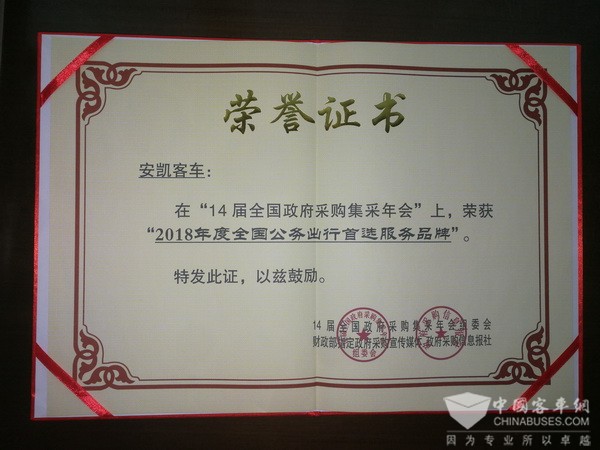 荣誉证书
安凯客车：
在“14届全国政府采购集采年会”上，荣获
“2018年度全国公务出行首选服务品牌”。
特发此证，以兹鼓励。
14届全国政府采购集采年会组委会
财政部指定政府采购宣传媒体 政府采购信息报社
组委会
中国客车网
CHINABUSES.COM
因为专业所以卓越